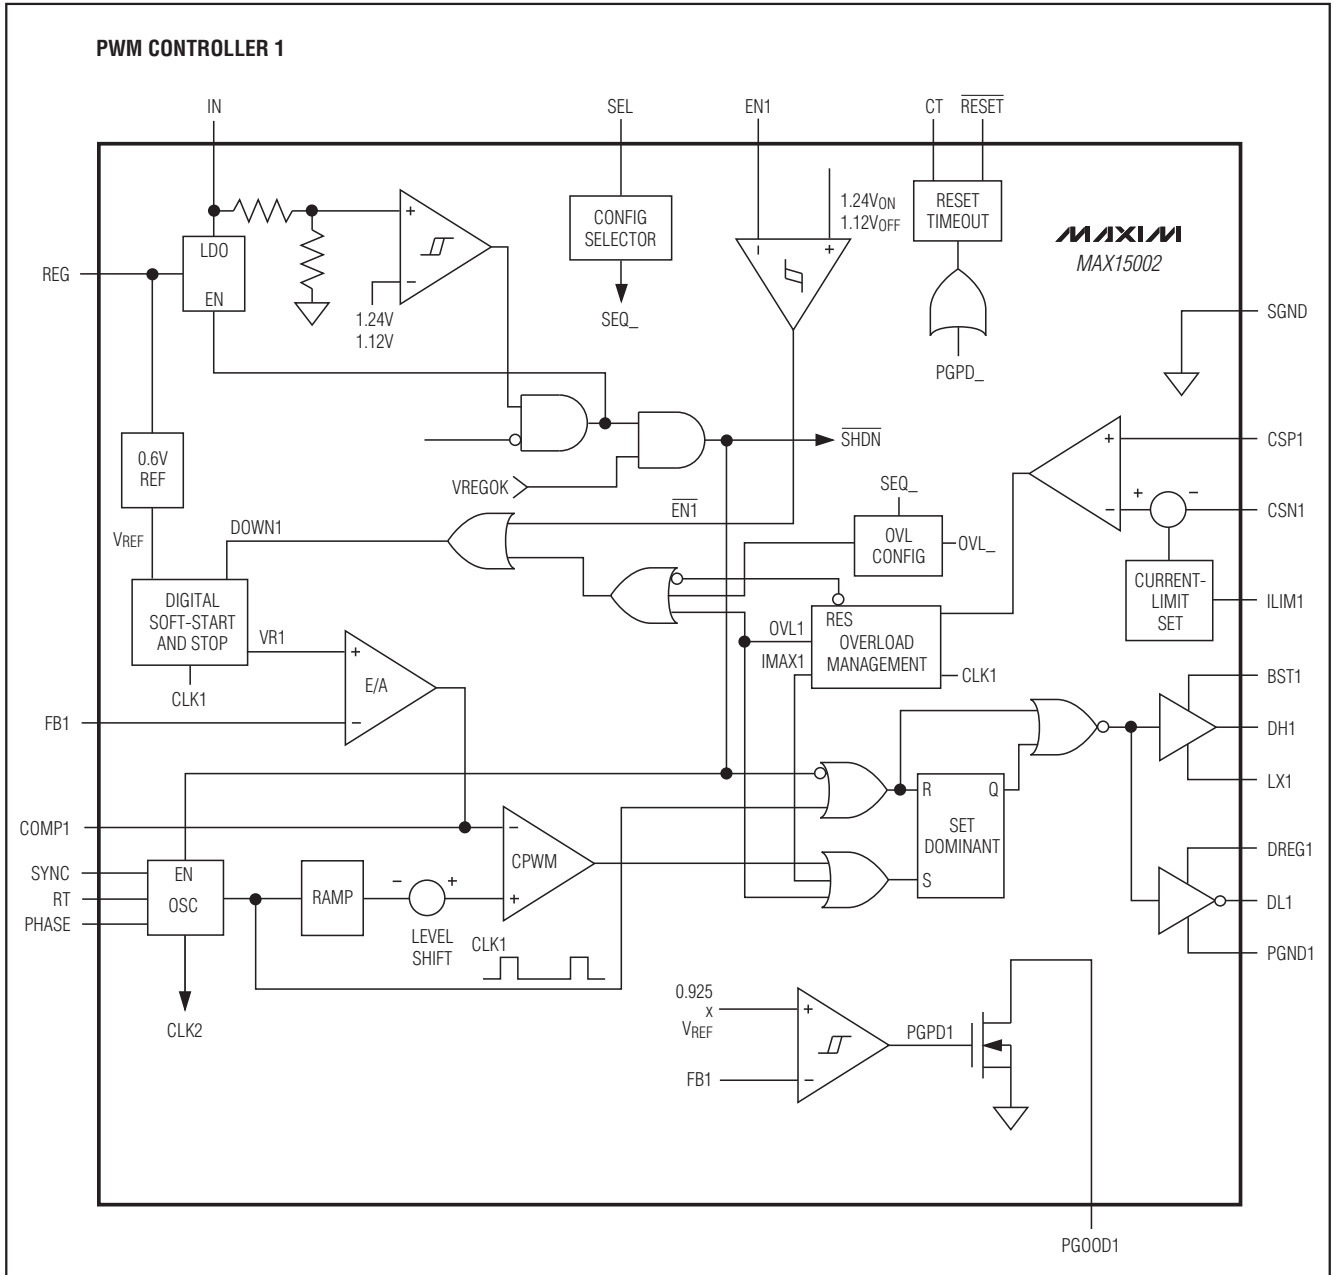 PWM CONTROLLER 1
IN
SEL
EN1
CT
RESET
LDO
EN
REG
+
−
1.24V
1.12V
CONFIG
SELECTOR
SEQ_
−
+
1.24VON
1.12VOFF
RESET
TIMEOUT
PGPD_
MAXIM
MAX15002
SGND
0.6V
REF
VREF
VREGOK
SHDN
EN1
DOWN1
SEQ_
OVL
CONFIG
OVL_
+
−
+
−
CSP1
CSN1
CURRENT-
LIMIT
SET
ILIM1
DIGITAL
SOFT-START
AND STOP
CLK1
VR1
+
−
E/A
FB1
OVL1
IMAX1
RES
OVERLOAD
MANAGEMENT
CLK1
BST1
DH1
LX1
R
Q
SET
DOMINANT
S
COMP1
−
+
CPWM
SYNC
RT
PHASE
EN
OSC
RAMP
−
+
LEVEL
SHIFT
CLK1
CLK2
DREG1
DL1
PGND1
0.925
x
VREF
FB1
+
−
PGPD1
PGOOD1